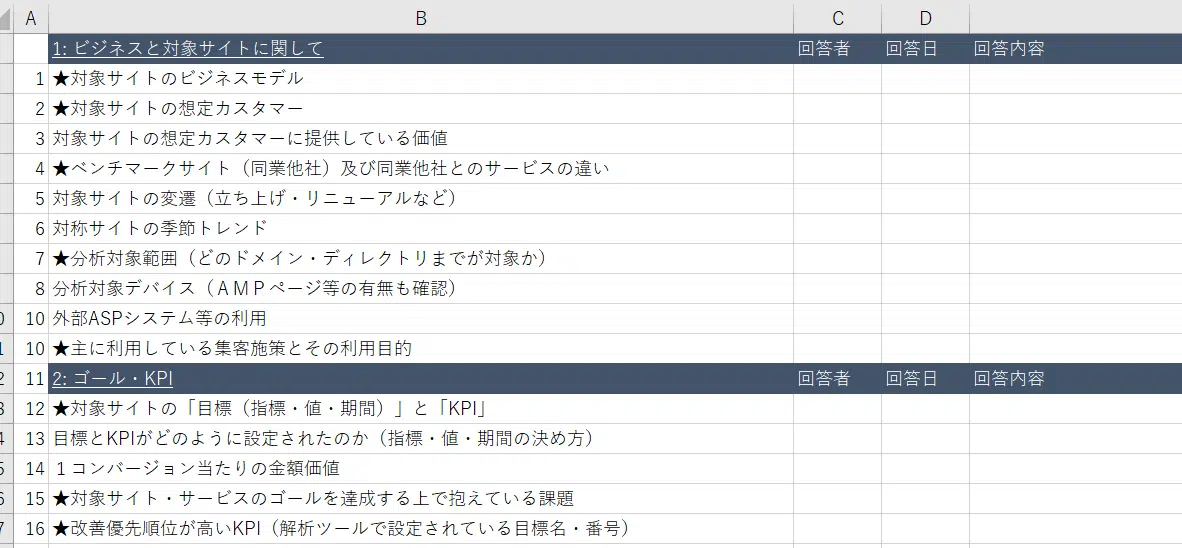 A B C D
1: ビジネスと対象サイトに関して 回答者 回答日 回答内容
1 ★対象サイトのビジネスモデル
2 ★対象サイトの想定カスタマー
3 対象サイトの想定カスタマーに提供している価値
4 ★ベンチマークサイト（同業他社）及び同業他社とのサービスの違い
5 対象サイトの変遷（立ち上げ・リニューアルなど）
6 対称サイトの季節トレンド
7 ★分析対象範囲（どのドメイン・ディレクトリまでが対象か）
8 分析対象デバイス（ＡＭＰページ等の有無も確認）
0 10 外部ASPシステム等の利用
1 10 ★主に利用している集客施策とその利用目的
2 11 2: ゴール・KPI 回答者 回答日 回答内容
3 12 ★対象サイトの「目標（指標・値・期間）」と「KPI」
4 13 目標とKPIがどのように設定されたのか（指標・値・期間の決め方）
5 14 １コンバージョン当たりの金額価値
6 15 ★対象サイト・サービスのゴールを達成する上で抱えている課題
7 16 ★改善優先順位が高いKPI（解析ツールで設定されている目標名・番号）